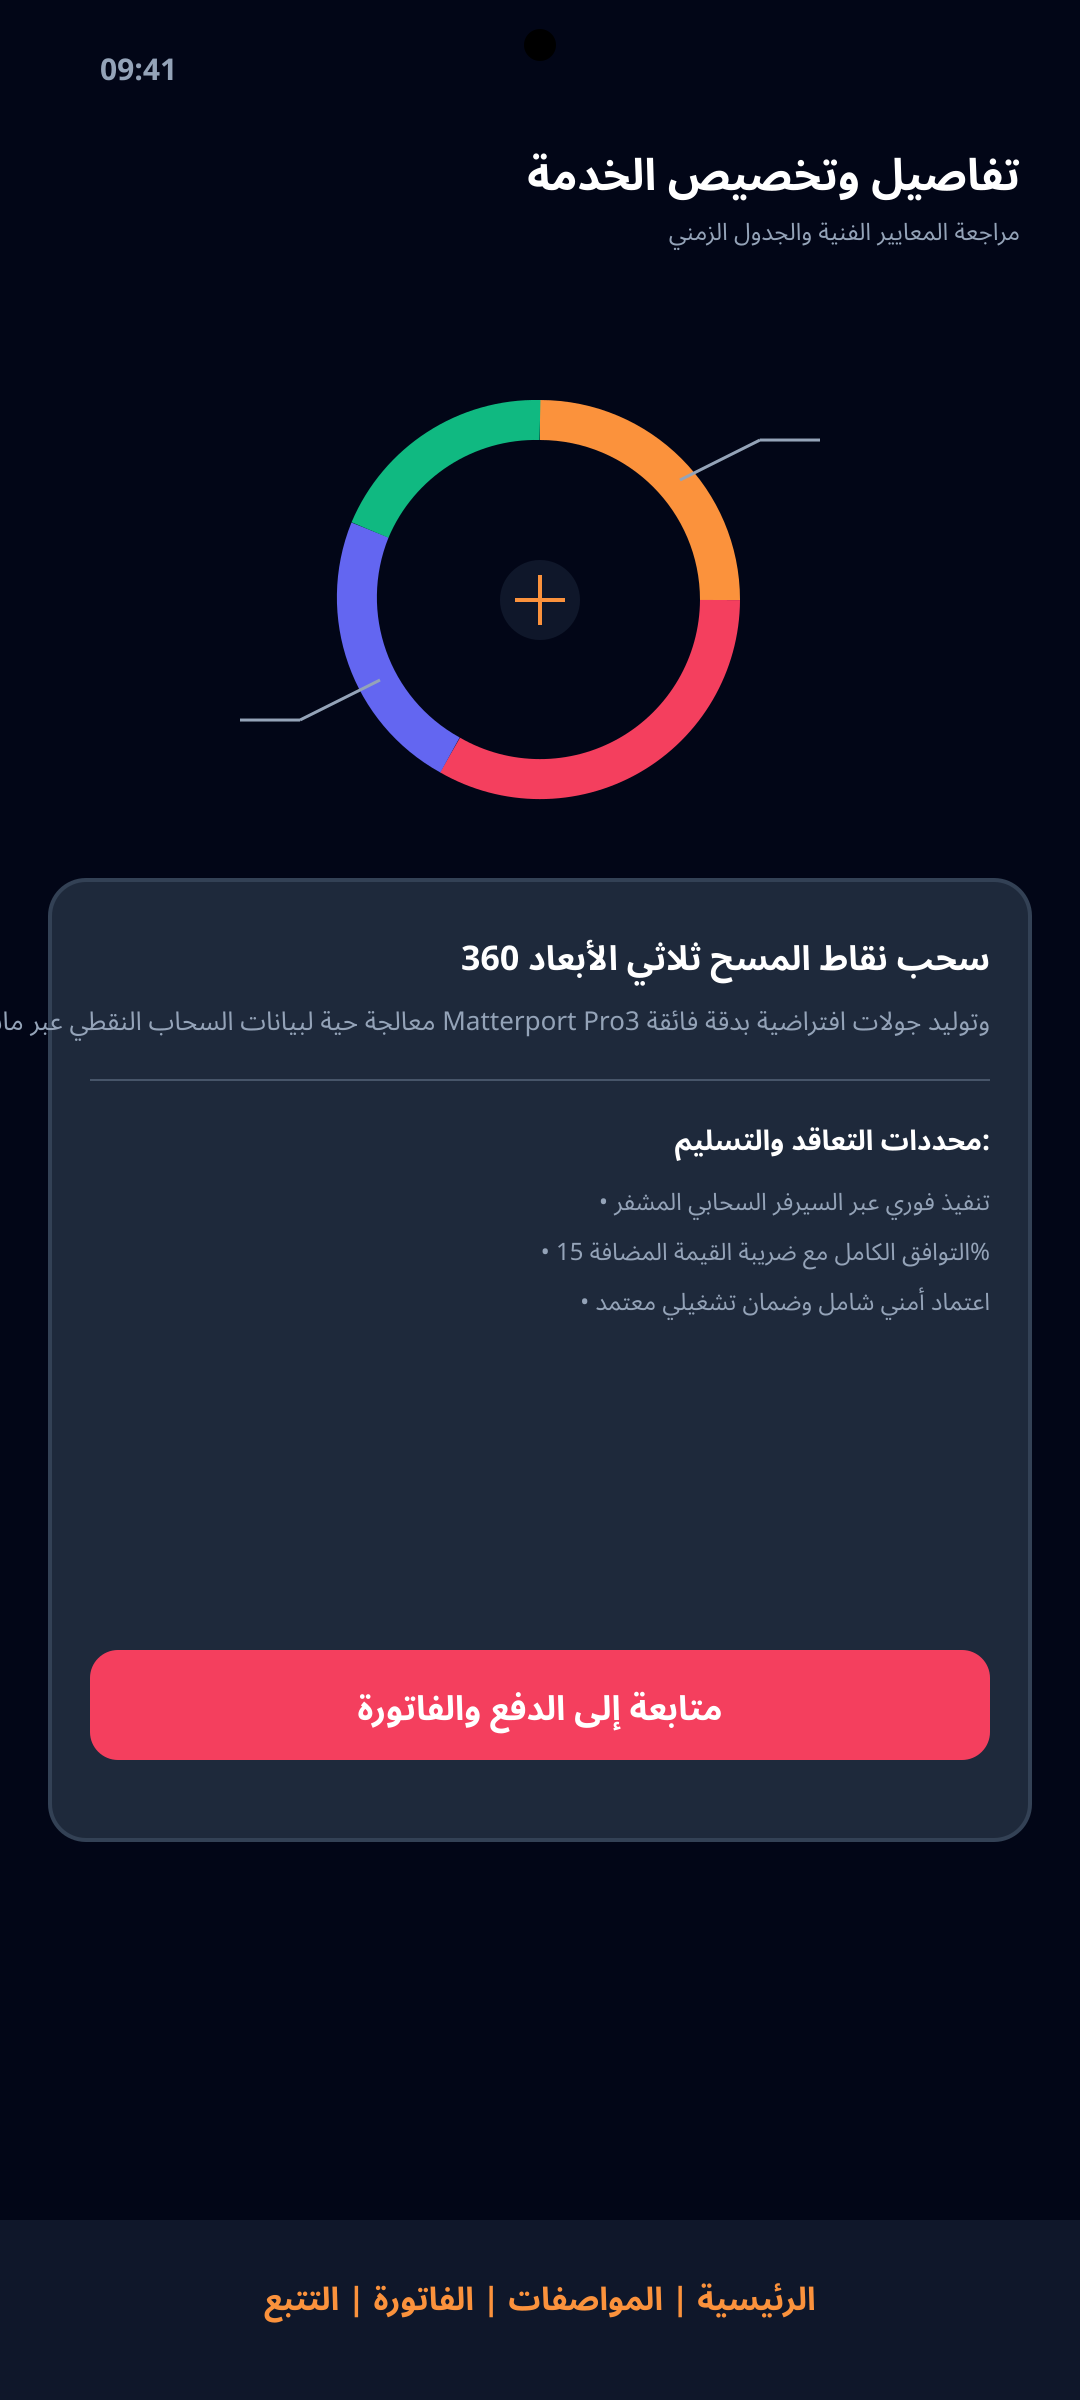 09:41
تفاصيل وتخصيص الخدمة
مراجعة المعايير الفنية والجدول الزمني
سحب نقاط المسح ثلاثي الأبعاد 360
وتوليد جولات افتراضية بدقة فائقة Matterport Pro3 معالجة حية لبيانات السحاب النقطي عبر
محددات التعاقد والتسليم:
تنفيذ فوري عبر السيرفر السحابي المشفر •
%التوافق الكامل مع ضريبة القيمة المضافة 15 •
اعتماد أمني شامل وضمان تشغيلي معتمد •
متابعة إلى الدفع والفاتورة
الرئيسية | المواصفات | الفاتورة | التتبع